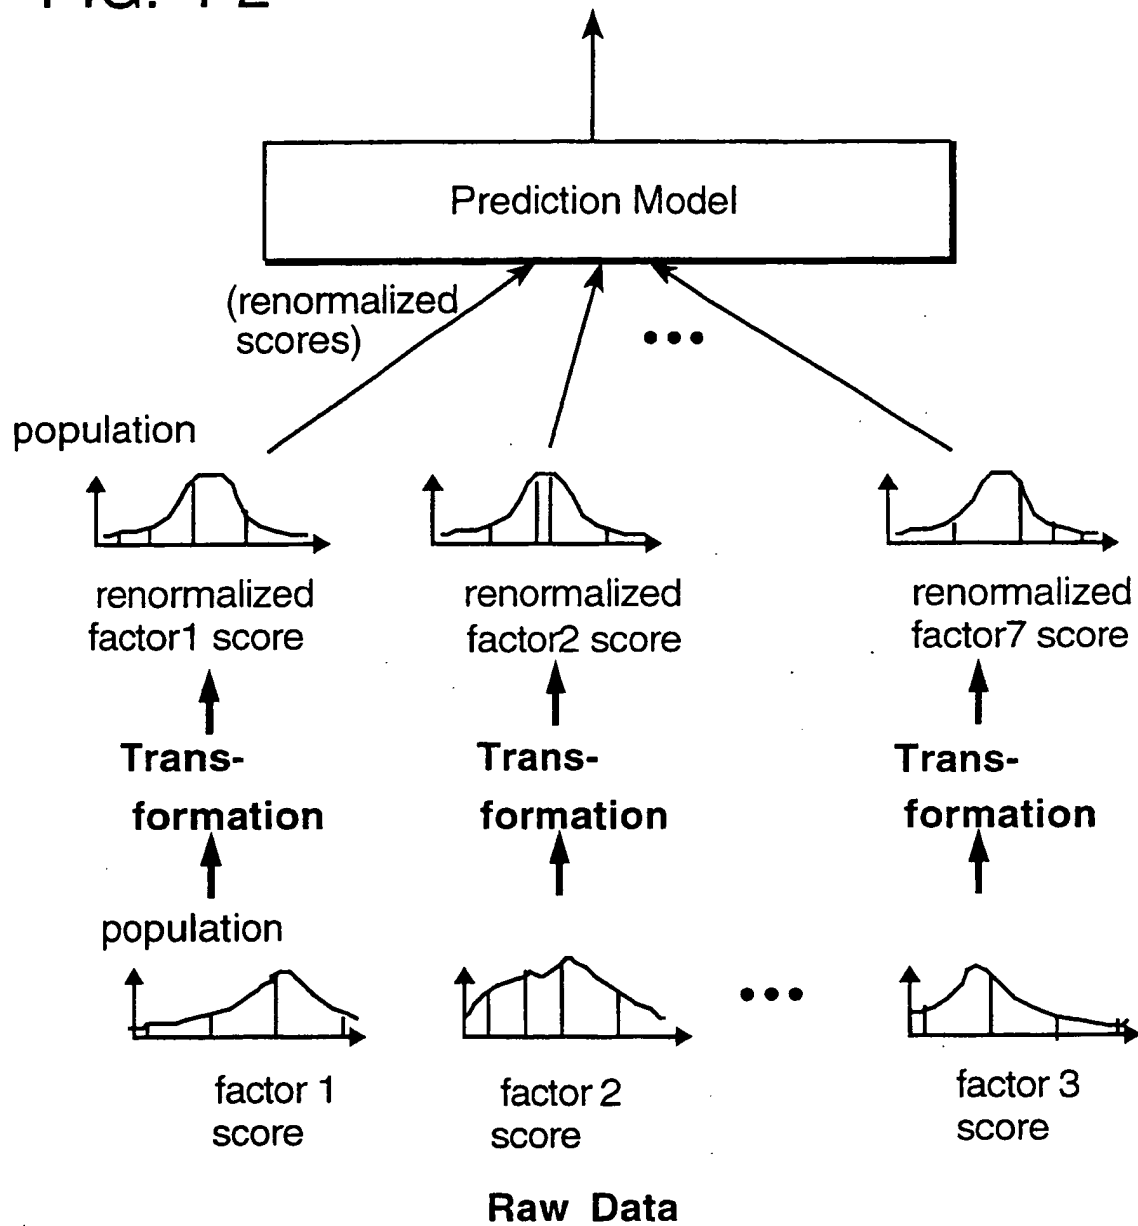 Prediction Model
(renormalized
scores)
•••
population
renormalized
factor1 score
renormalized
factor2 score
renormalized
factor7 score
Trans-
formation
Trans-
formation
Trans-
formation
population
•••
factor 1
score
factor 2
score
factor 3
score
Raw Data